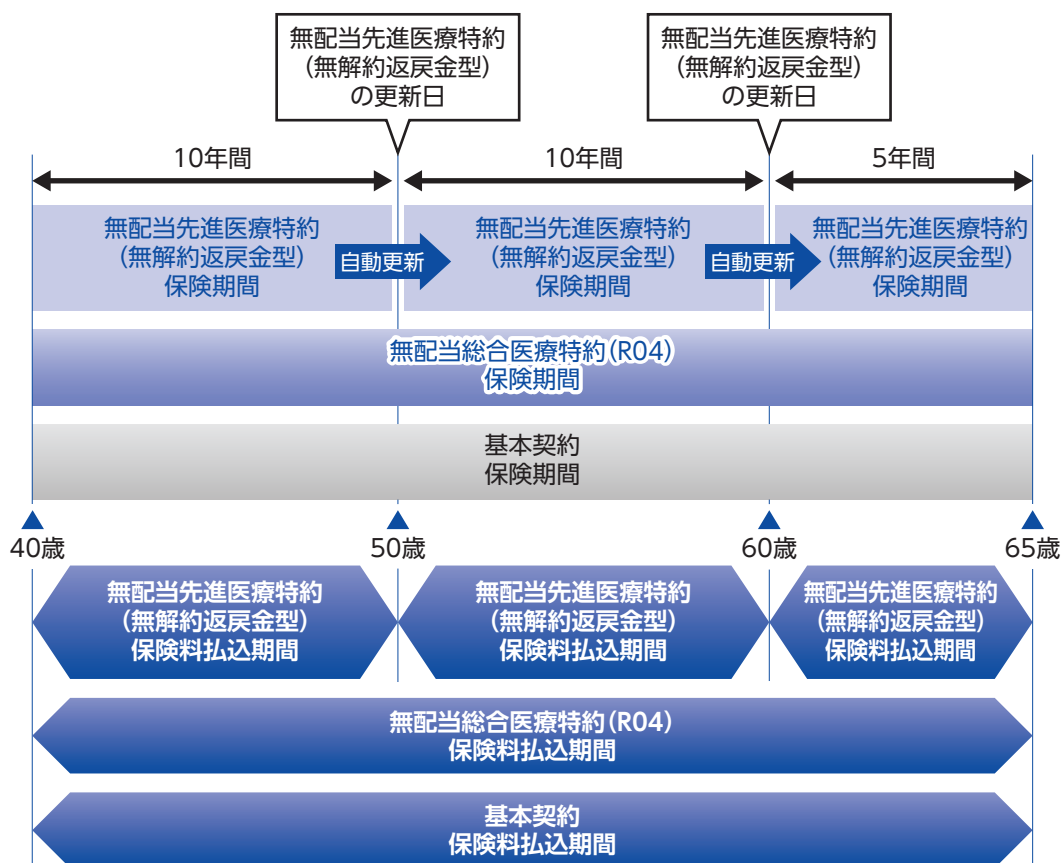 無配当先進医療特約
(無解約返戻金型)
の更新日
無配当先進医療特約
(無解約返戻金型)
の更新日
10年間
10年間
5年間
無配当先進医療特約
(無解約返戻金型)
保険期間
自動更新
無配当先進医療特約
(無解約返戻金型)
保険期間
自動更新
無配当先進医療特約
(無解約返戻金型)
保険期間
無配当総合医療特約(R04)
保険期間
基本契約
保険期間
40歳
50歳
60歳
65歳
無配当先進医療特約
(無解約返戻金型)
保険料払込期間
無配当先進医療特約
(無解約返戻金型)
保険料払込期間
無配当先進医療特約
(無解約返戻金型)
保険料払込期間
無配当総合医療特約(R04)
保険料払込期間
基本契約
保険料払込期間